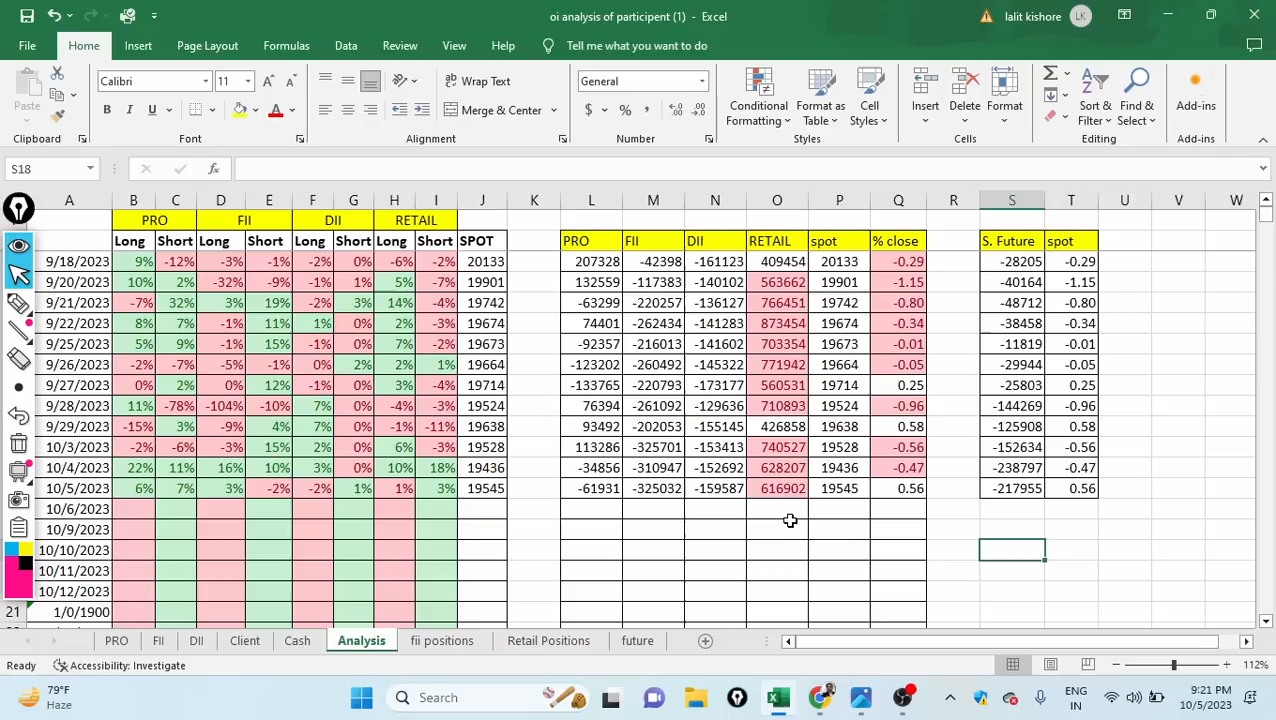 oi analysis of participent (1) - Excel
lalit kishore LK
File Home Insert Page Layout Formulas Data Review View Help Tell me what you want to do
Paste
Calibri 11
B I U
A A
Wrap Text
Merge & Center
General
$ % ,
Conditional Formatting
Format as Table
Cell Styles
Insert
Delete
Format
Sort & Filter
Find & Select
Add-ins
Clipboard Font Alignment Number Styles Cells Editing Add-ins
S18 fx
A B C D E F G H I J K L M N O P Q R S T U V W
PRO FII DII RETAIL
Long Short Long Short Long Short Long Short SPOT PRO FII DII RETAIL spot % close S. Future spot
9/18/2023 9% -12% -3% -1% -2% 0% -6% -2% 20133 207328 -42398 -161123 409454 20133 -0.29 -28205 -0.29
9/20/2023 10% 2% -32% -9% -1% 1% 5% -7% 19901 132559 -117383 -140102 563662 19901 -1.15 -40164 -1.15
9/21/2023 -7% 32% 3% 19% -2% 3% 14% -4% 19742 -63299 -220257 -136127 766451 19742 -0.80 -48712 -0.80
9/22/2023 8% 7% -1% 11% 1% 0% 2% -3% 19674 74401 -262434 -141283 873454 19674 -0.34 -38458 -0.34
9/25/2023 5% 9% -1% 15% -1% 0% 7% -2% 19673 -92357 -216013 -141602 703354 19673 -0.01 -11819 -0.01
9/26/2023 -2% -7% -5% -1% 0% 2% 2% 1% 19664 -123202 -260492 -145322 771942 19664 -0.05 -29944 -0.05
9/27/2023 0% 2% 0% 12% -1% 0% 3% -4% 19714 -133765 -220793 -173177 560531 19714 0.25 -25803 0.25
9/28/2023 11% -78% -104% -10% 7% 0% -4% -3% 19524 76394 -261092 -129636 710893 19524 -0.96 -144269 -0.96
9/29/2023 -15% 3% -9% 4% 7% 0% -1% -11% 19638 93492 -202053 -155145 426858 19638 0.58 -125908 0.58
10/3/2023 -2% -6% -3% 15% 2% 0% 6% -3% 19528 113286 -325701 -153413 740527 19528 -0.56 -152634 -0.56
10/4/2023 22% 11% 16% 10% 3% 0% 10% 18% 19436 -34856 -310947 -152692 628207 19436 -0.47 -238797 -0.47
10/5/2023 6% 7% 3% -2% -2% 1% 1% 3% 19545 -61931 -325032 -159587 616902 19545 0.56 -217955 0.56
10/6/2023
10/9/2023
10/10/2023
10/11/2023
10/12/2023
21 1/0/1900
PRO FII DII Client Cash Analysis fii positions Retail Positions future
Ready Accessibility: Investigate 112%
79°F
Haze
Search
ENG
IN
9:21 PM
10/5/2023